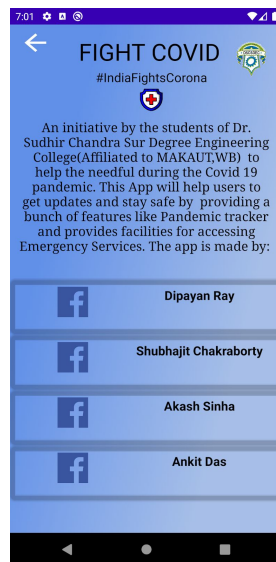 7:01
FIGHT COVID
#IndiaFightsCorona
An initiative by the students of Dr.
Sudhir Chandra Sur Degree Engineering
College(Affiliated to MAKAUT,WB) to
help the needful during the Covid 19
pandemic. This App will help users to
get updates and stay safe by providing a
bunch of features like Pandemic tracker
and provides facilities for accessing
Emergency Services. The app is made by:
Dipayan Ray
Shubhajit Chakraborty
Akash Sinha
Ankit Das